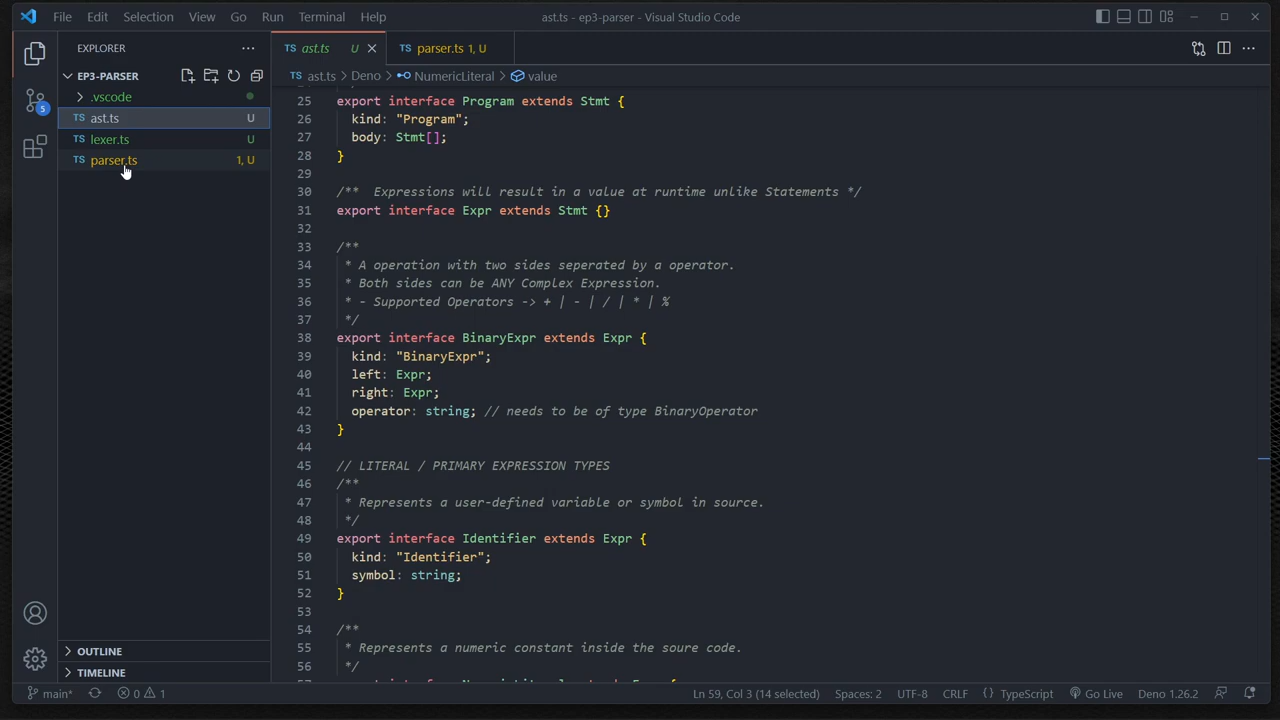 File Edit Selection View Go Run Terminal Help
ast.ts - ep3-parser - Visual Studio Code
EXPLORER
EP3-PARSER
.vscode
ast.ts U
TS lexer.ts U
TS parser.ts 1, U
OUTLINE
TIMELINE
5
TS ast.ts U
TS parser.ts 1, U
TS ast.ts > Deno > NumericLiteral > value
25 export interface Program extends Stmt {
26 kind: "Program";
27 body: Stmt[];
28 }
29
30 /** Expressions will result in a value at runtime unlike Statements */
31 export interface Expr extends Stmt {}
32
33 /**
34 * A operation with two sides seperated by a operator.
35 * Both sides can be ANY Complex Expression.
36 * - Supported Operators -> + | - | / | * | %
37 */
38 export interface BinaryExpr extends Expr {
39 kind: "BinaryExpr";
40 left: Expr;
41 right: Expr;
42 operator: string; // needs to be of type BinaryOperator
43 }
44
45 // LITERAL / PRIMARY EXPRESSION TYPES
46 /**
47 * Represents a user-defined variable or symbol in source.
48 */
49 export interface Identifier extends Expr {
50 kind: "Identifier";
51 symbol: string;
52 }
53
54 /**
55 * Represents a numeric constant inside the soure code.
56 */
main* 0 1
Ln 59, Col 3 (14 selected) Spaces: 2 UTF-8 CRLF {} TypeScript Go Live Deno 1.26.2